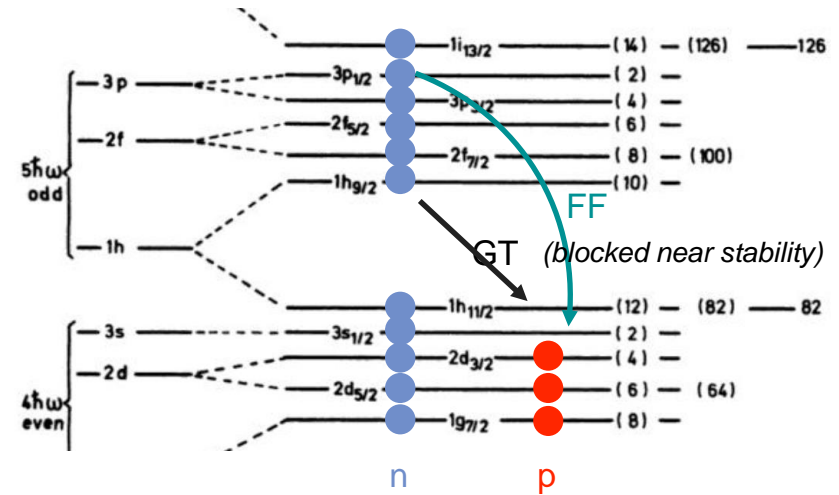 1i13/2 (14) (126) 126
3p 3p1/2 (2)
3p3/2 (4)
2f5/2 (6)
2f 2f7/2 (8) (100)
5ħω odd
1h9/2 (10)
FF
1h GT (blocked near stability)
1h11/2 (12) (82) 82
3s 3s1/2 (2)
2d3/2 (4)
2d 2d5/2 (6) (64)
4ħω even
1g7/2 (8)
n p